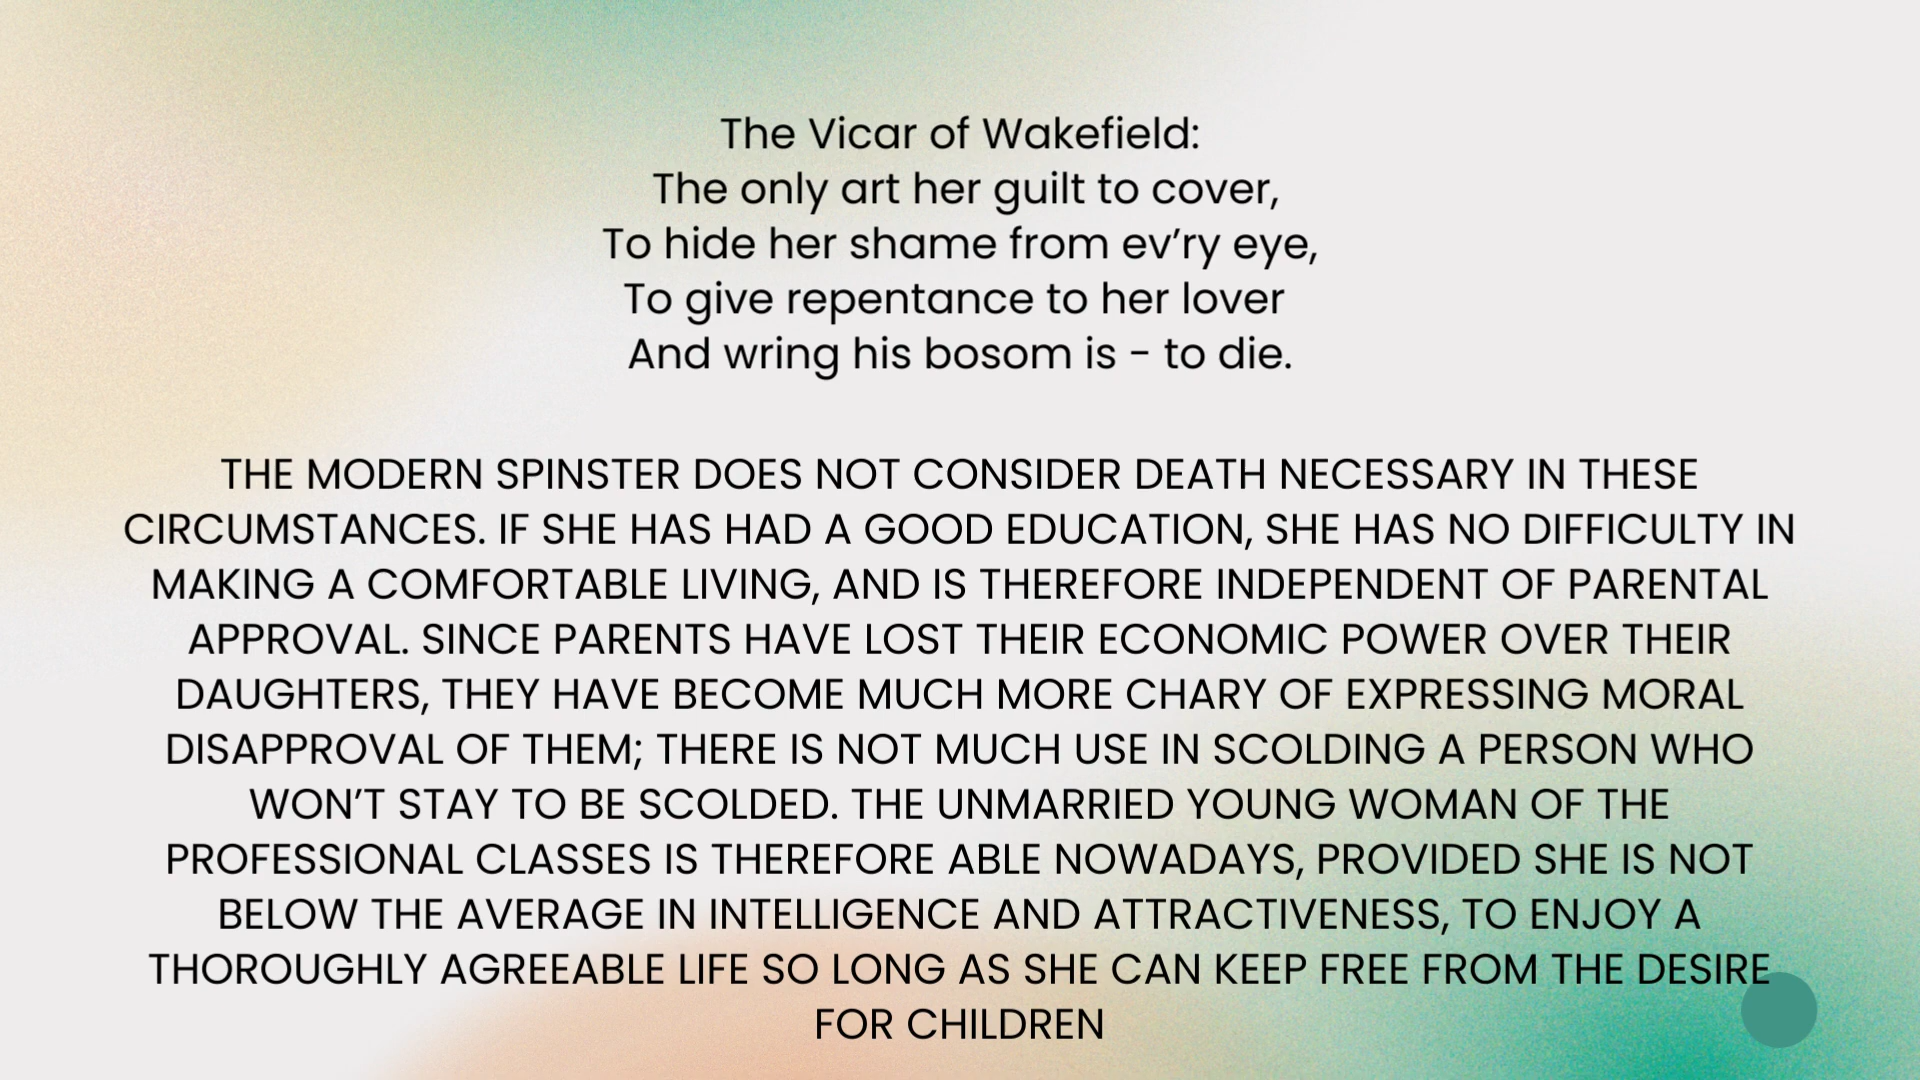 The Vicar of Wakefield:
The only art her guilt to cover,
To hide her shame from ev’ry eye,
To give repentance to her lover
And wring his bosom is - to die.
THE MODERN SPINSTER DOES NOT CONSIDER DEATH NECESSARY IN THESE
CIRCUMSTANCES. IF SHE HAS HAD A GOOD EDUCATION, SHE HAS NO DIFFICULTY IN
MAKING A COMFORTABLE LIVING, AND IS THEREFORE INDEPENDENT OF PARENTAL
APPROVAL. SINCE PARENTS HAVE LOST THEIR ECONOMIC POWER OVER THEIR
DAUGHTERS, THEY HAVE BECOME MUCH MORE CHARY OF EXPRESSING MORAL
DISAPPROVAL OF THEM; THERE IS NOT MUCH USE IN SCOLDING A PERSON WHO
WON’T STAY TO BE SCOLDED. THE UNMARRIED YOUNG WOMAN OF THE
PROFESSIONAL CLASSES IS THEREFORE ABLE NOWADAYS, PROVIDED SHE IS NOT
BELOW THE AVERAGE IN INTELLIGENCE AND ATTRACTIVENESS, TO ENJOY A
THOROUGHLY AGREEABLE LIFE SO LONG AS SHE CAN KEEP FREE FROM THE DESIRE
FOR CHILDREN